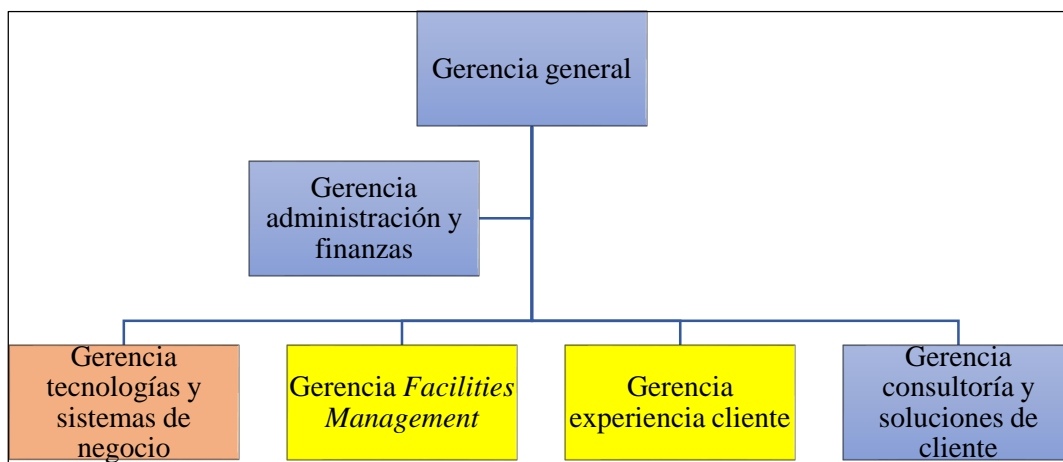 Gerencia general
Gerencia
administración y
finanzas
Gerencia
tecnologías y
sistemas de
negocio
Gerencia Facilities
Management
Gerencia
experiencia cliente
Gerencia
consultoría y
soluciones de
cliente